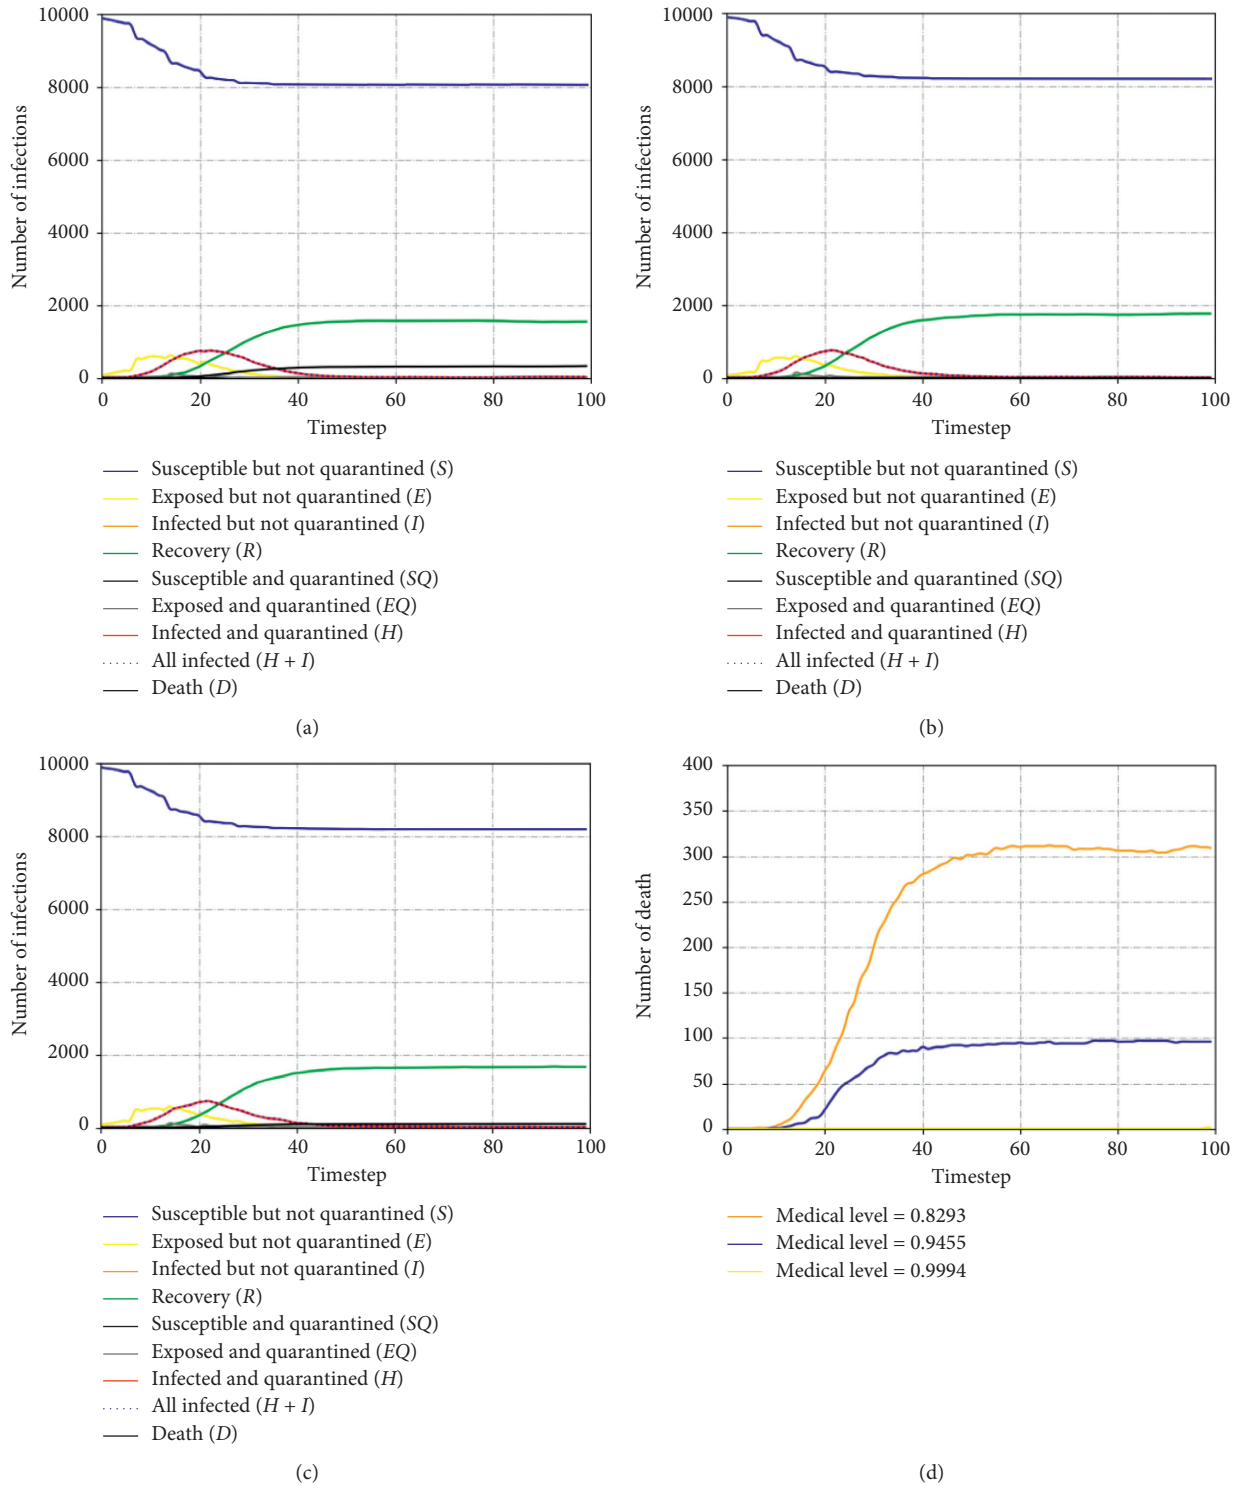 10000
8000
6000
4000
2000
0
Number of infections
0 20 40 60 80 100
Timestep
Susceptible but not quarantined (S)
Exposed but not quarantined (E)
Infected but not quarantined (I)
Recovery (R)
Susceptible and quarantined (SQ)
Exposed and quarantined (EQ)
Infected and quarantined (H)
All infected (H + I)
Death (D)
(a)
10000
8000
6000
4000
2000
0
Number of infections
0 20 40 60 80 100
Timestep
Susceptible but not quarantined (S)
Exposed but not quarantined (E)
Infected but not quarantined (I)
Recovery (R)
Susceptible and quarantined (SQ)
Exposed and quarantined (EQ)
Infected and quarantined (H)
All infected (H + I)
Death (D)
(b)
10000
8000
6000
4000
2000
0
Number of infections
0 20 40 60 80 100
Timestep
Susceptible but not quarantined (S)
Exposed but not quarantined (E)
Infected but not quarantined (I)
Recovery (R)
Susceptible and quarantined (SQ)
Exposed and quarantined (EQ)
Infected and quarantined (H)
All infected (H + I)
Death (D)
(c)
400
350
300
250
200
150
100
50
0
Number of death
0 20 40 60 80 100
Timestep
Medical level = 0.8293
Medical level = 0.9455
Medical level = 0.9994
(d)